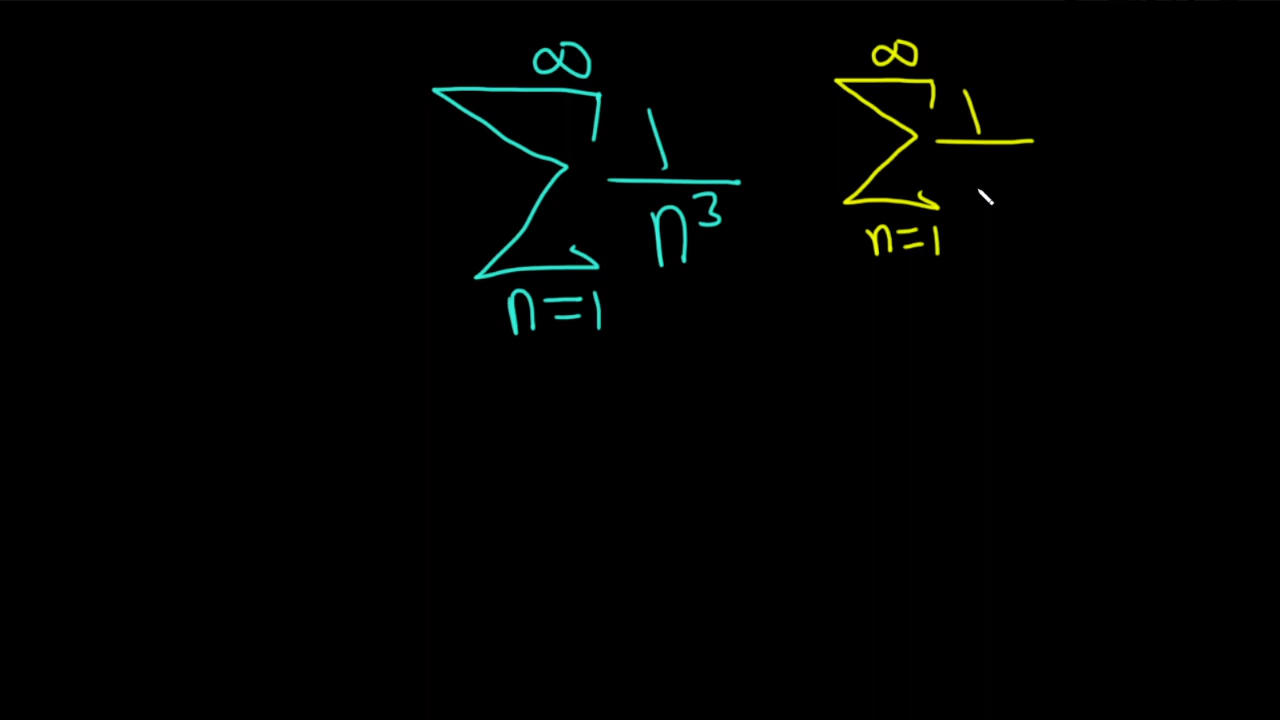 ∞ ∞
∑ 1/n³ ∑ 1/
n=1 n=1